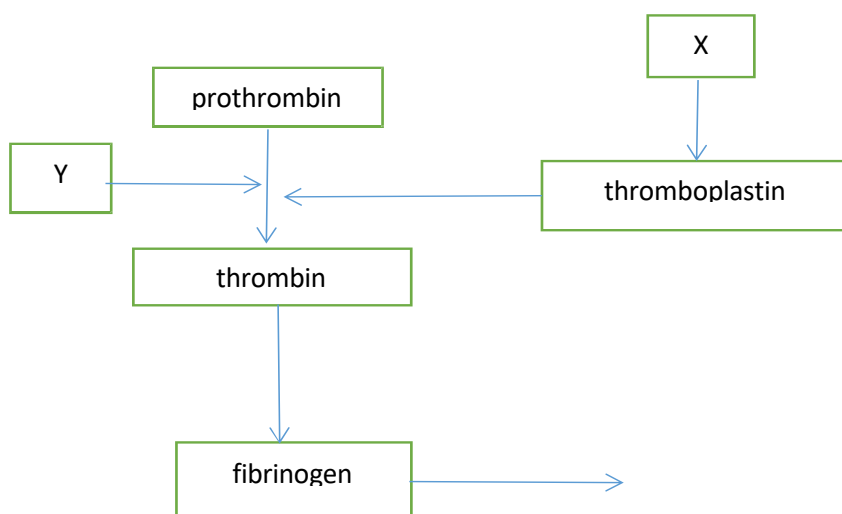 X
prothrombin
Y
thromboplastin
thrombin
fibrinogen